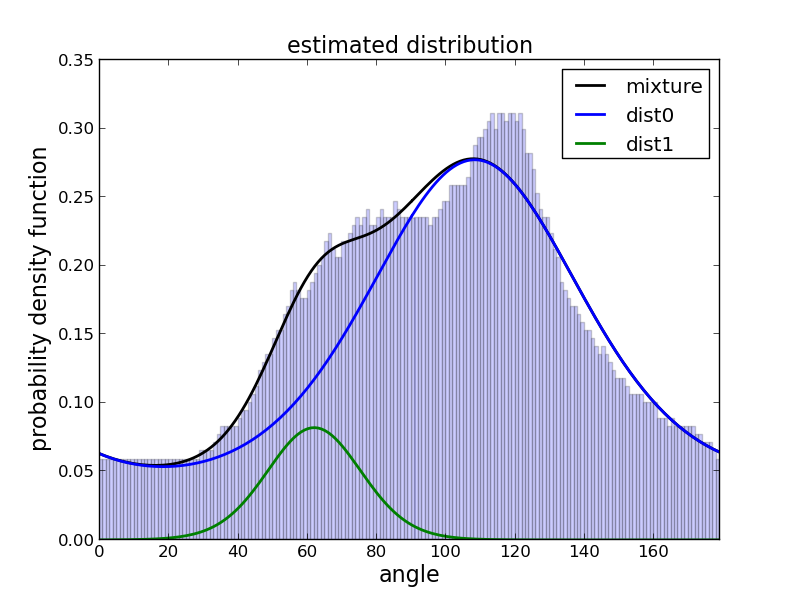 estimated distribution
mixture
dist0
dist1
probability density function
0.35
0.30
0.25
0.20
0.15
0.10
0.05
0.00
0 20 40 60 80 100 120 140 160
angle